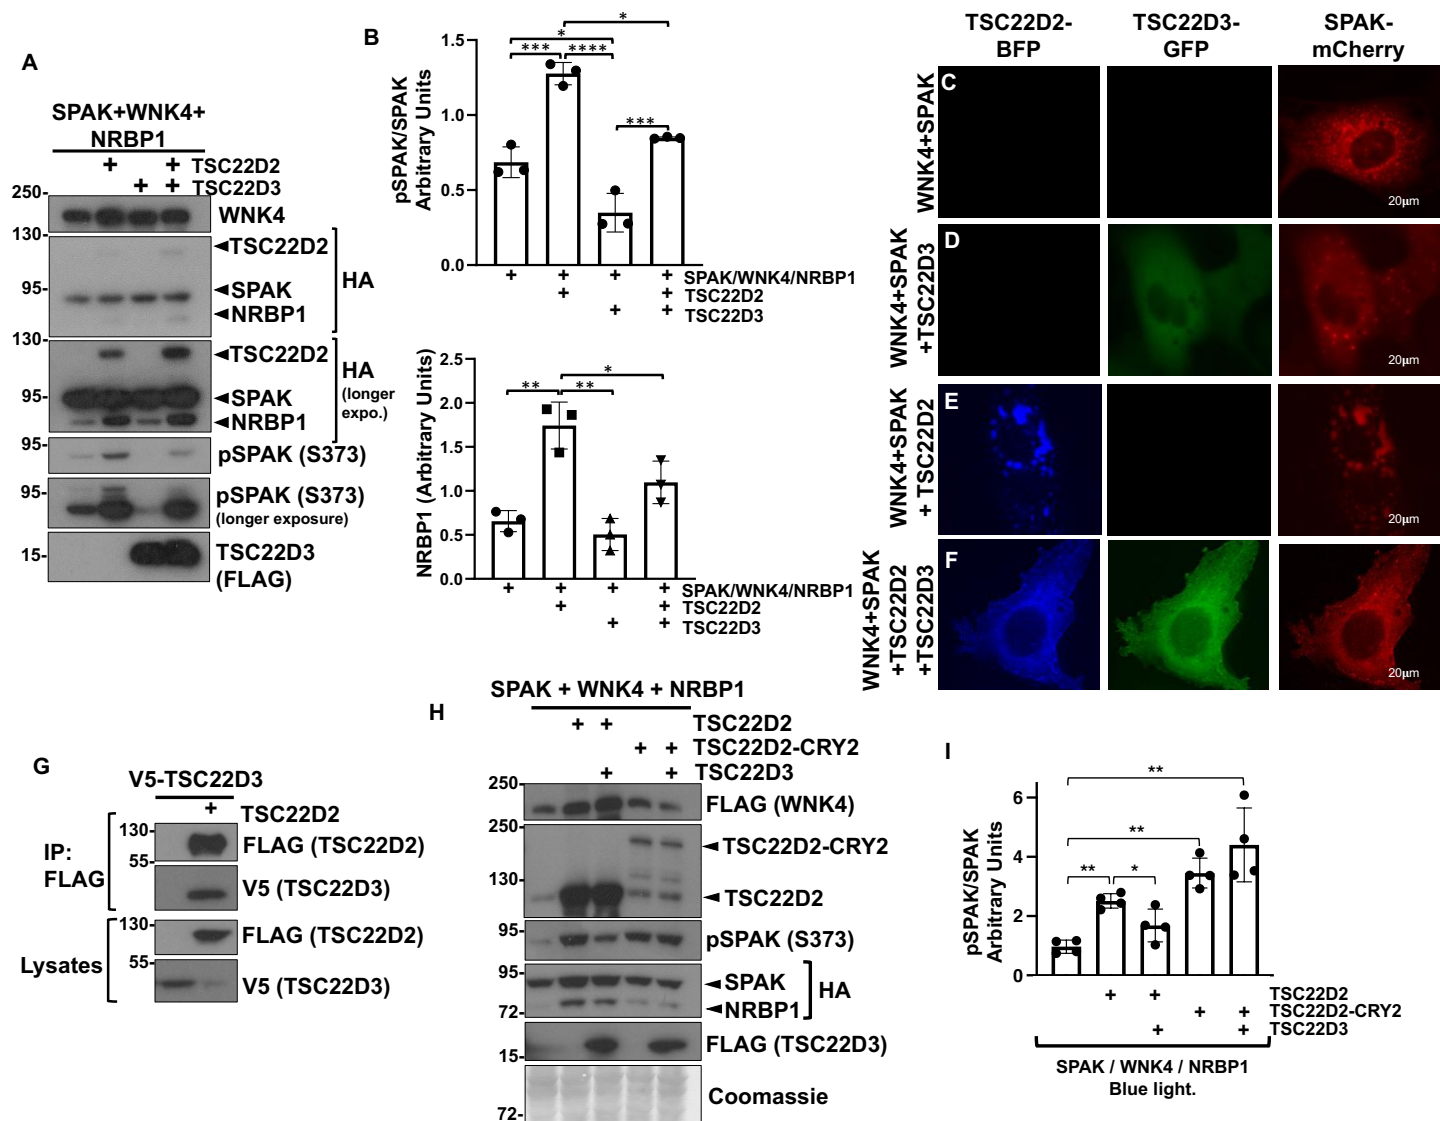 A
SPAK+WNK4+
NRBP1
+ + TSC22D2
+ + TSC22D3
250-
WNK4
130-
TSC22D2
95-
SPAK
NRBP1
HA
130-
TSC22D2
HA
(longer
expo.)
95-
SPAK
NRBP1
95-
pSPAK (S373)
95-
pSPAK (S373)
(longer exposure)
15-
TSC22D3
(FLAG)
B
pSPAK/SPAK
Arbitrary Units
1.5
1.0
0.5
0.0
*
*
*** ****
***
+ + + + SPAK/WNK4/NRBP1
+ + TSC22D2
+ + TSC22D3
NRBP1 (Arbitrary Units)
2.5
2.0
1.5
1.0
0.5
0.0
*
** **
+ + + + SPAK/WNK4/NRBP1
+ + TSC22D2
+ + TSC22D3
TSC22D2-
BFP
TSC22D3-
GFP
SPAK-
mCherry
C
WNK4+SPAK
20µm
D
WNK4+SPAK
+TSC22D3
20µm
E
WNK4+SPAK
+ TSC22D2
20µm
F
WNK4+SPAK
+TSC22D2
+TSC22D3
20µm
G
V5-TSC22D3
+ TSC22D2
IP:
FLAG
130-
FLAG (TSC22D2)
55-
V5 (TSC22D3)
Lysates
130-
FLAG (TSC22D2)
55-
V5 (TSC22D3)
H
SPAK + WNK4 + NRBP1
+ + TSC22D2
+ + TSC22D2-CRY2
+ + TSC22D3
250-
FLAG (WNK4)
250-
TSC22D2-CRY2
130-
TSC22D2
95-
pSPAK (S373)
95-
SPAK
NRBP1
HA
72-
FLAG (TSC22D3)
15-
Coomassie
72-
I
pSPAK/SPAK
Arbitrary Units
6
4
2
0
**
**
** *
+ + TSC22D2
+ + TSC22D2-CRY2
+ + TSC22D3
SPAK / WNK4 / NRBP1
Blue light.